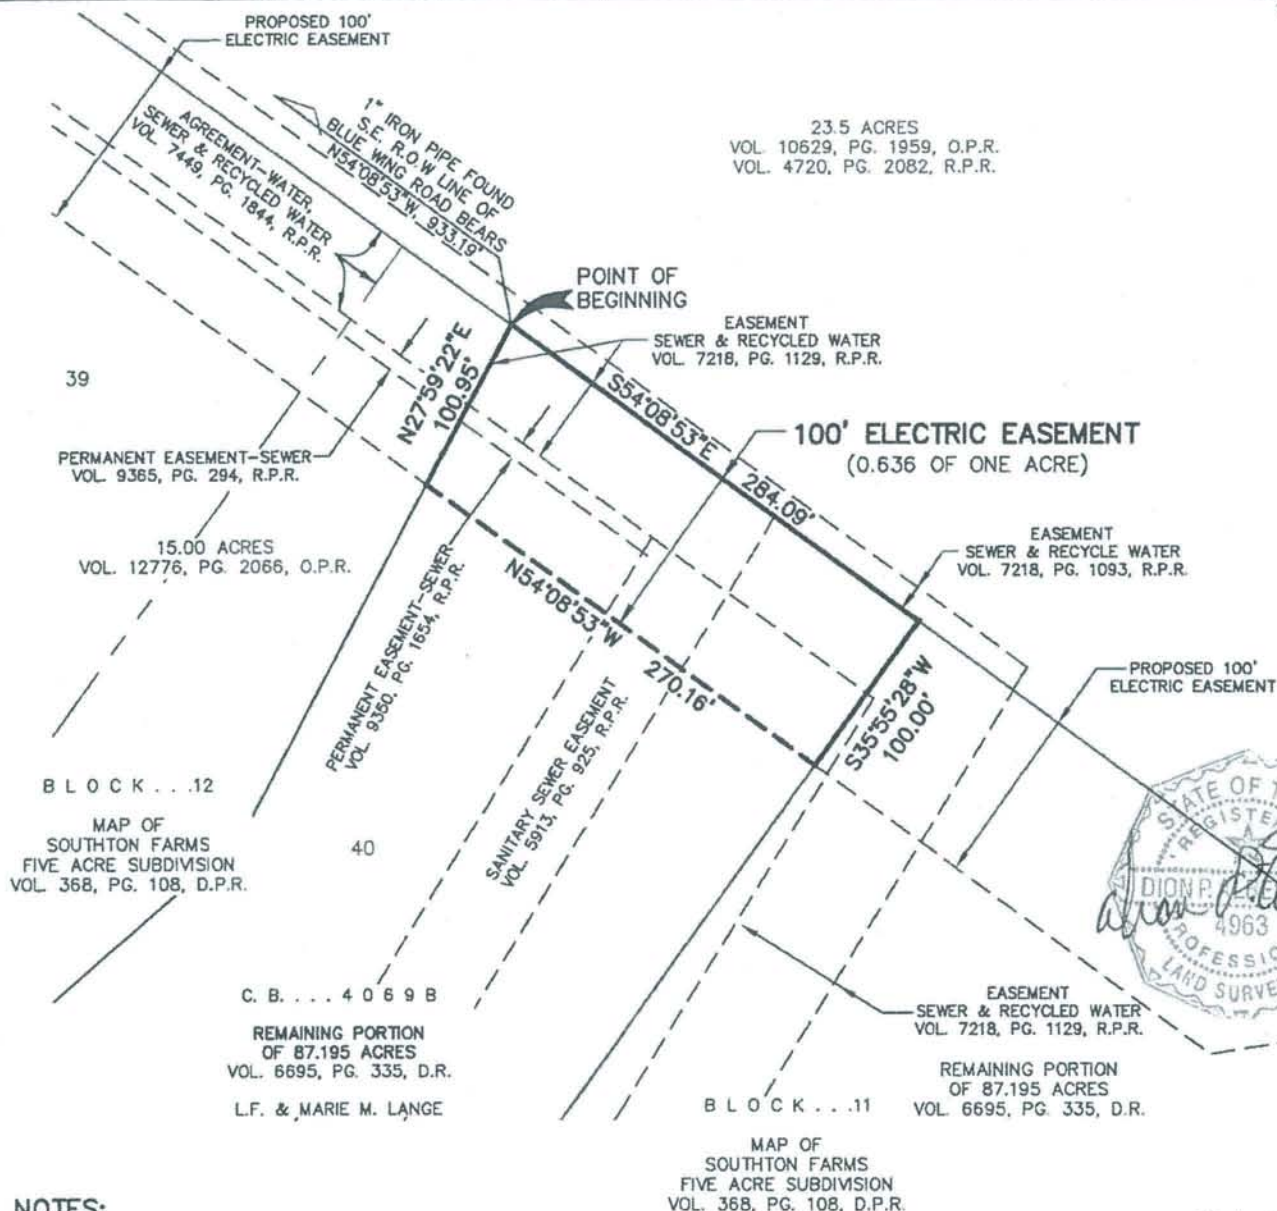 PROPOSED 100'
ELECTRIC EASEMENT
AGREEMENT-WATER,
SEWER & RECYCLED WATER
VOL. 7449, PG. 1844, R.P.R.
1" IRON PIPE FOUND
S.E. R.O.W LINE OF
BLUE WING ROAD BEARS
N54°08'53"W, 933.19'
23.5 ACRES
VOL. 10629, PG. 1959, O.P.R.
VOL. 4720, PG. 2082, R.P.R.
POINT OF
BEGINNING
EASEMENT
SEWER & RECYCLED WATER
VOL. 7218, PG. 1129, R.P.R.
39
N27°59'22"E
100.95'
S54°08'53"E 284.09'
100' ELECTRIC EASEMENT
(0.636 OF ONE ACRE)
PERMANENT EASEMENT-SEWER
VOL. 9365, PG. 294, R.P.R.
15.00 ACRES
VOL. 12776, PG. 2066, O.P.R.
EASEMENT
SEWER & RECYCLE WATER
VOL. 7218, PG. 1093, R.P.R.
N54°08'53"W 270.16'
PERMANENT EASEMENT-SEWER
VOL. 9350, PG. 1654, R.P.R.
SANITARY SEWER EASEMENT
VOL. 5913, PG. 925, R.P.R.
S35°55'28"W
100.00'
PROPOSED 100'
ELECTRIC EASEMENT
BLOCK...12
MAP OF
SOUTHTON FARMS
FIVE ACRE SUBDIVISION
VOL. 368, PG. 108, D.P.R.
40
STATE OF
DION P.
4963
LAND
C.B....4069B
REMAINING PORTION
OF 87.195 ACRES
VOL. 6695, PG. 335, D.R.
L.F. & MARIE M. LANGE
EASEMENT
SEWER & RECYCLED WATER
VOL. 7218, PG. 1129, R.P.R.
REMAINING PORTION
OF 87.195 ACRES
VOL. 6695, PG. 335, D.R.
BLOCK...11
MAP OF
SOUTHTON FARMS
FIVE ACRE SUBDIVISION
VOL. 368, PG. 108, D.P.R.
NOTES: